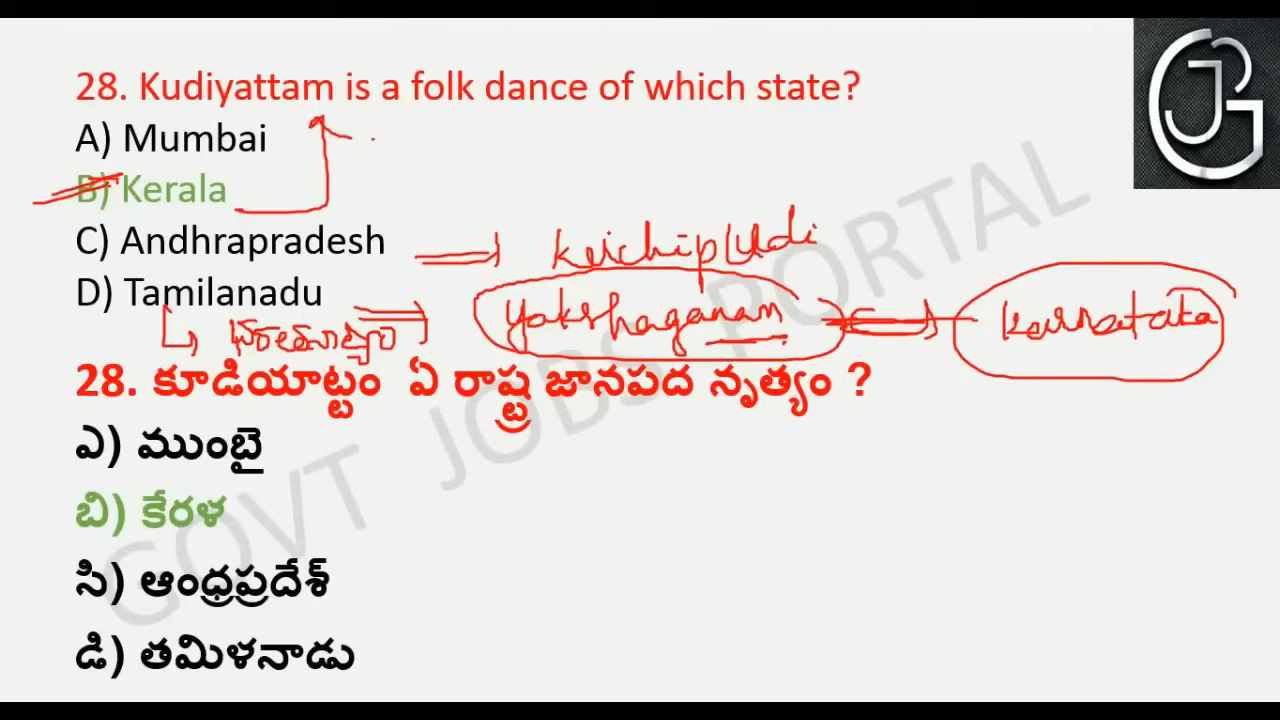 28. Kudiyattam is a folk dance of which state?
A) Mumbai
B) Kerala
C) Andhrapradesh
Kuichipudi
D) Tamilanadu
Yakshaganam
Karnataka
28. కూడియాట్టం ఏ రాష్ట్ర జానపద నృత్యం ?
ఎ) ముంబై
బి) కేరళ
సి) ఆంధ్రప్రదేశ్
డి) తమిళనాడు
GOVT JOBS PORTAL